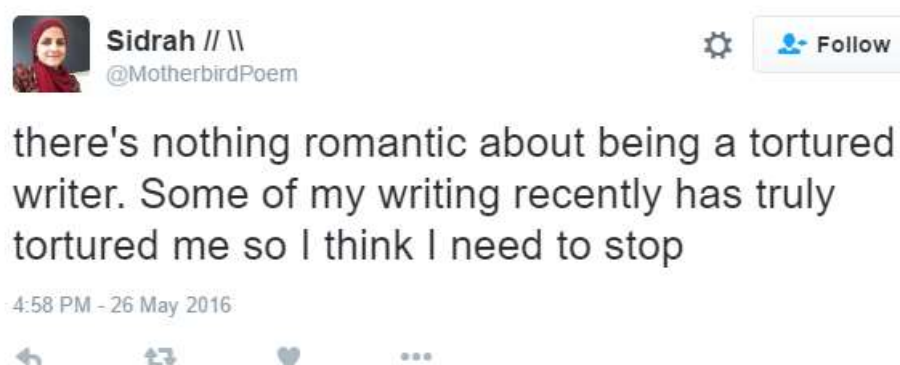 Sidrah // \\
@MotherbirdPoem
Follow
there's nothing romantic about being a tortured
writer. Some of my writing recently has truly
tortured me so I think I need to stop
4:58 PM - 26 May 2016